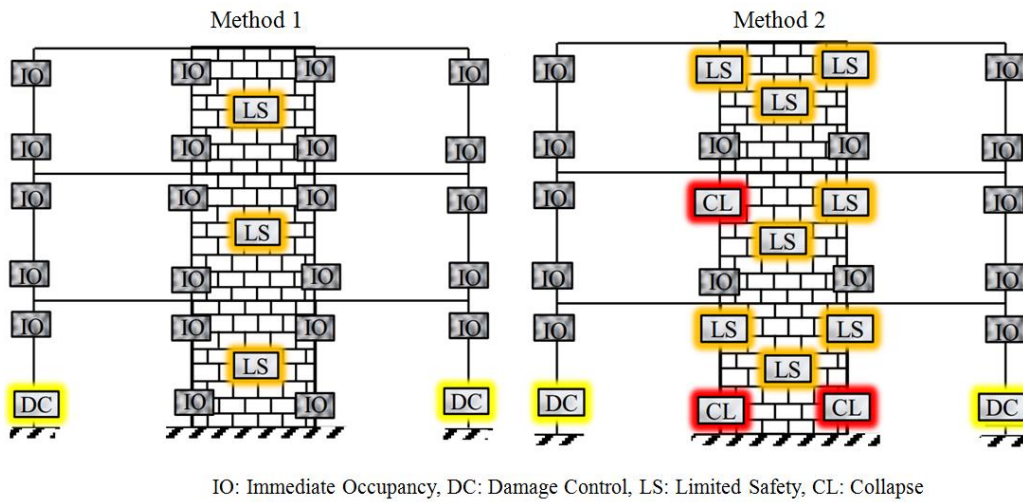 Method 1 Method 2
LS LS
IO IO IO IO IO IO
LS LS
IO IO IO IO IO IO IO IO
IO IO IO IO CL LS
IO IO
LS LS
IO IO IO IO IO IO IO IO
IO IO IO IO IO LS LS IO
LS LS
DC IO IO DC DC CL CL DC
IO: Immediate Occupancy, DC: Damage Control, LS: Limited Safety, CL: Collapse